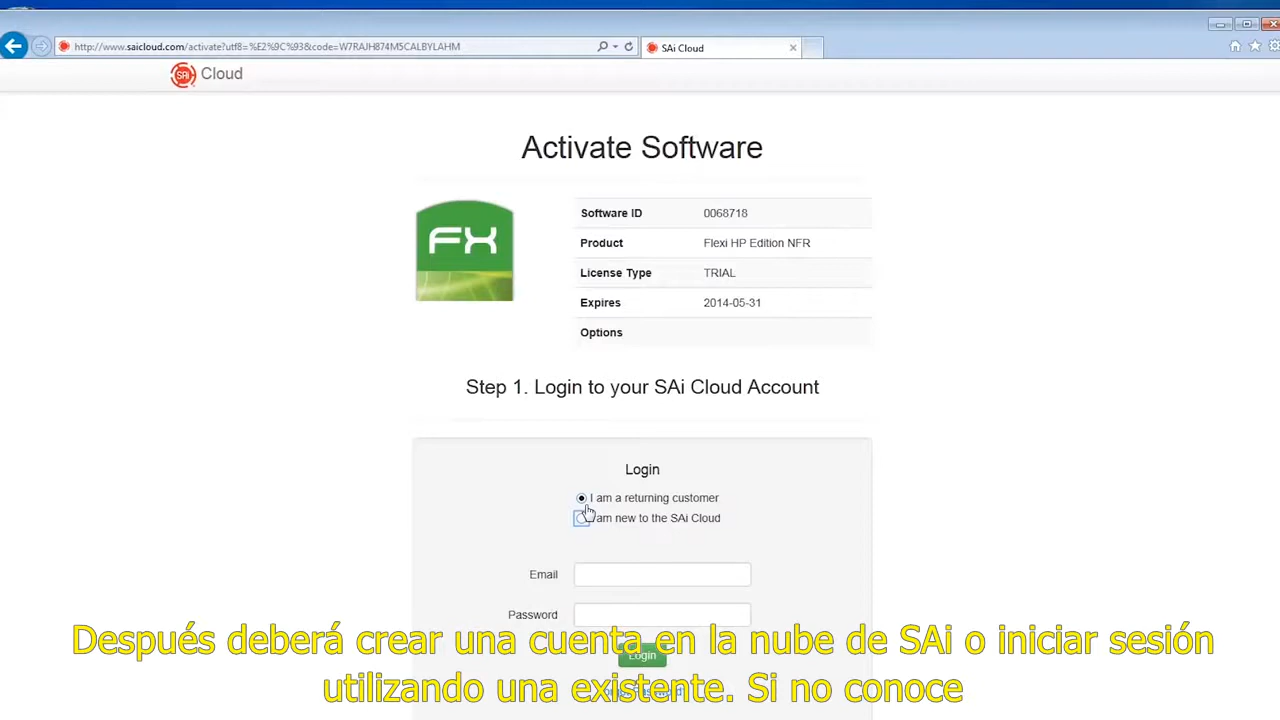 http://www.saicloud.com/activate?utf8=%E2%9C%93&code=W7RAJH874M5CALBYLAHM
SAi Cloud
SAi Cloud
Activate Software
FX
Software ID 0068718
Product Flexi HP Edition NFR
License Type TRIAL
Expires 2014-05-31
Options
Step 1. Login to your SAi Cloud Account
Login
I am a returning customer
am new to the SAi Cloud
Email
Password
Login
Después deberá crear una cuenta en la nube de SAi o iniciar sesión
utilizando una existente. Si no conoce